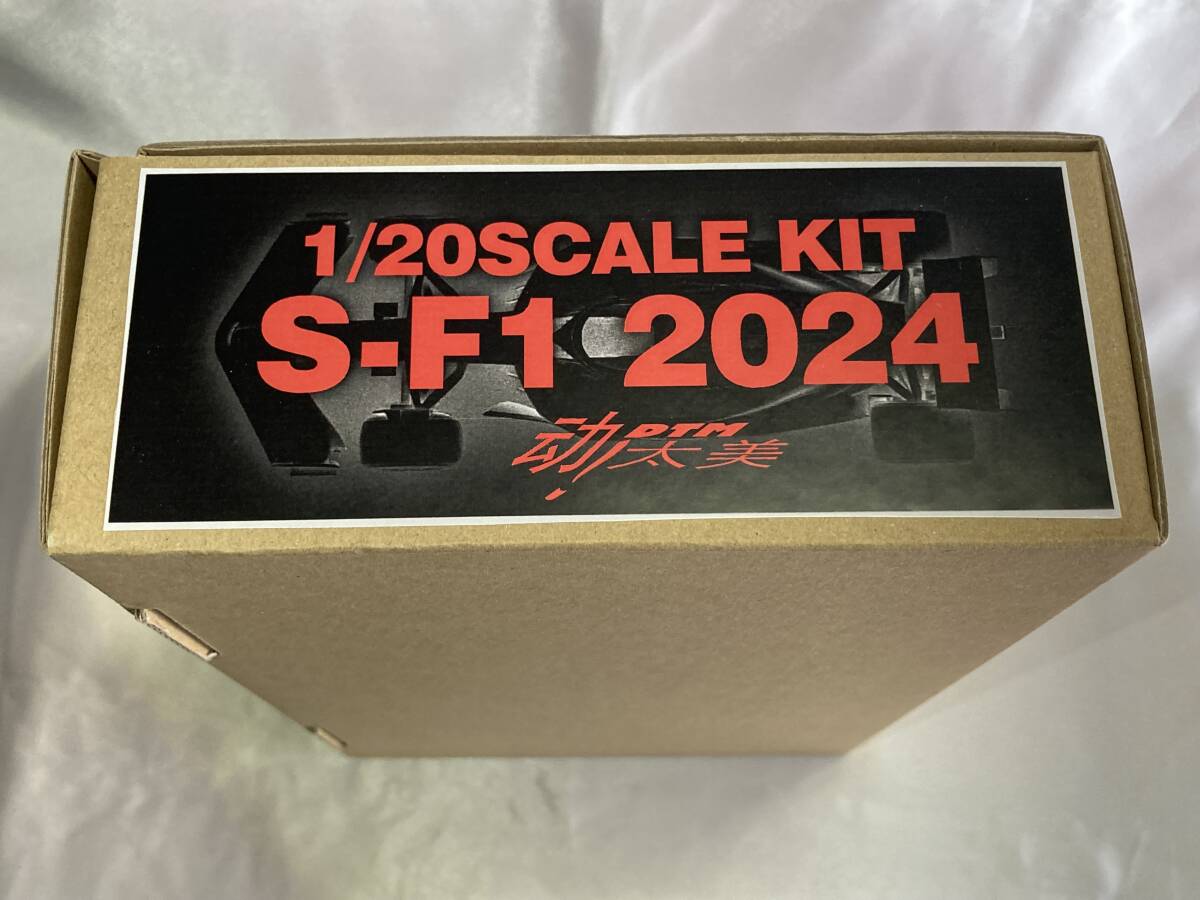 1/20SCALE KIT
S-F1 2024
DTM
动太美